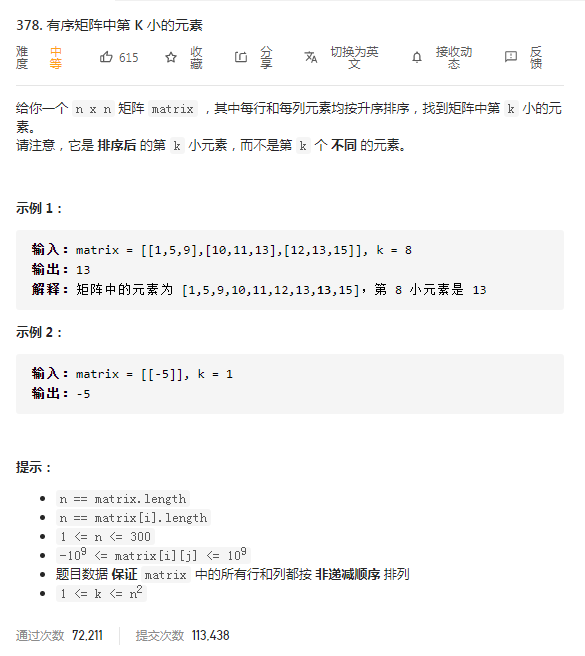 378. 有序矩阵中第 K 小的元素
难度 中等 615 收藏 分享 切换为英文 接收动态 反馈
给你一个 n x n 矩阵 matrix ，其中每行和每列元素均按升序排序，找到矩阵中第 k 小的元
素。
请注意，它是 排序后 的第 k 小元素，而不是第 k 个 不同 的元素。
示例 1：
输入：matrix = [[1,5,9],[10,11,13],[12,13,15]], k = 8
输出：13
解释：矩阵中的元素为 [1,5,9,10,11,12,13,13,15]，第 8 小元素是 13
示例 2：
输入：matrix = [[-5]], k = 1
输出：-5
提示：
n == matrix.length
n == matrix[i].length
1 <= n <= 300
-10⁹ <= matrix[i][j] <= 10⁹
题目数据 保证 matrix 中的所有行和列都按 非递减顺序 排列
1 <= k <= n²
通过次数 72,211 提交次数 113,438